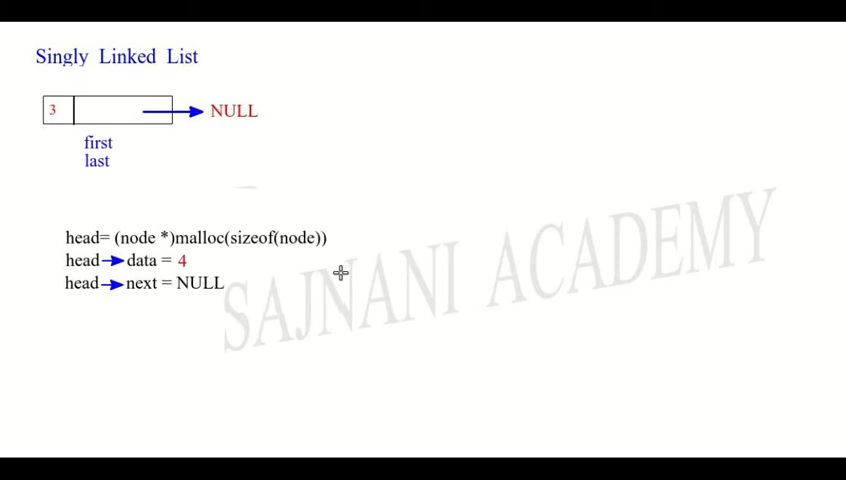 Singly Linked List
3 NULL
first
last
head= (node *)malloc(sizeof(node))
head data = 4
head next = NULL
SAJNANI ACADEMY